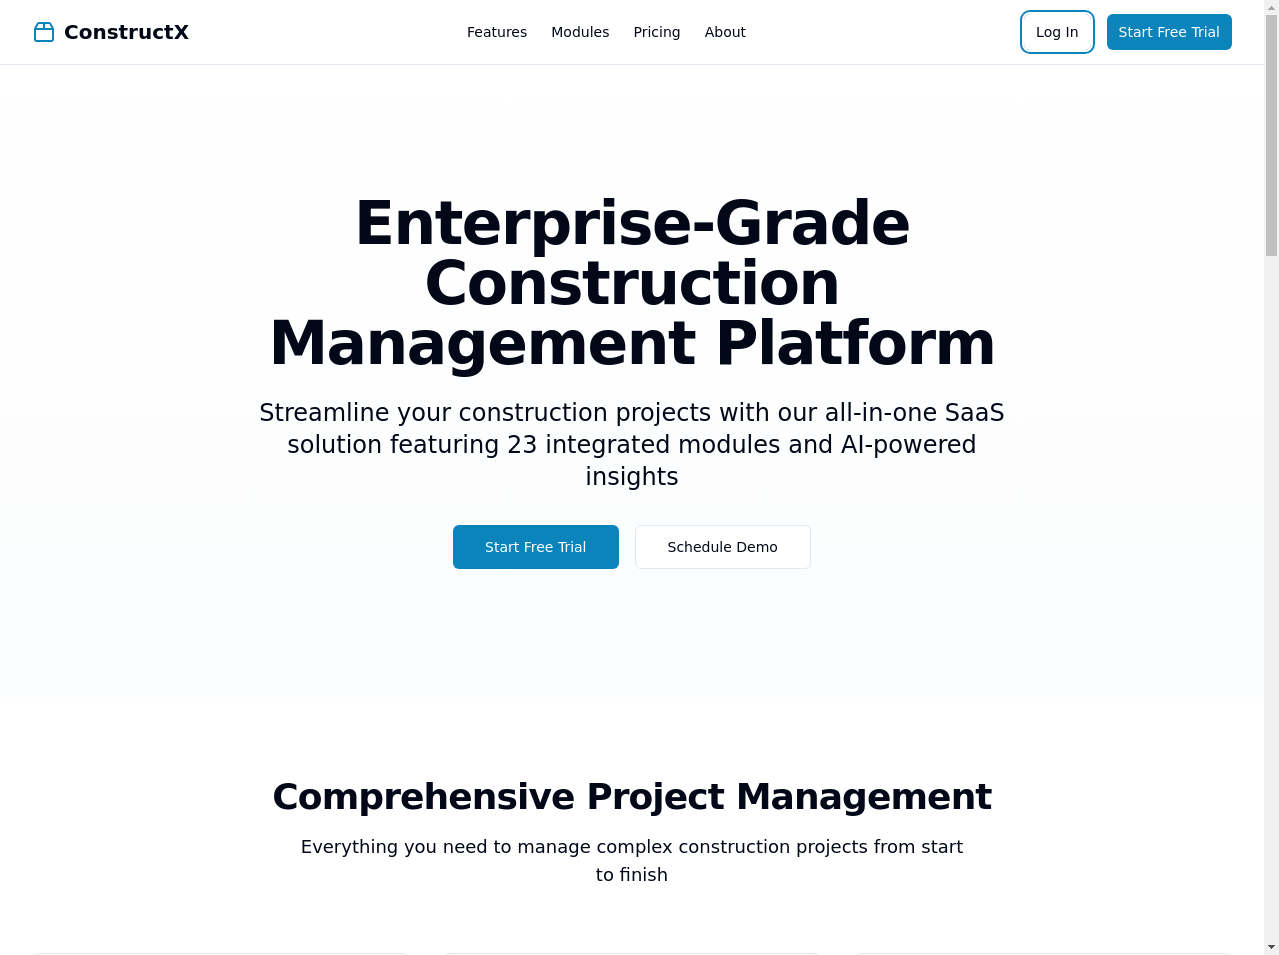 ConstructX
Features
Modules
Pricing
About
Log In
Start Free Trial
Enterprise-Grade
Construction
Management Platform
Streamline your construction projects with our all-in-one SaaS
solution featuring 23 integrated modules and AI-powered
insights
Start Free Trial
Schedule Demo
Comprehensive Project Management
Everything you need to manage complex construction projects from start
to finish